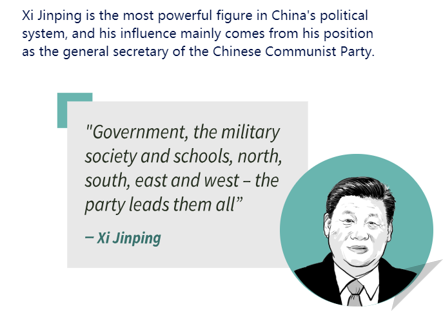 Xi Jinping is the most powerful figure in China's political
system, and his influence mainly comes from his position
as the general secretary of the Chinese Communist Party.
"Government, the military
society and schools, north,
south, east and west – the
party leads them all”
– Xi Jinping